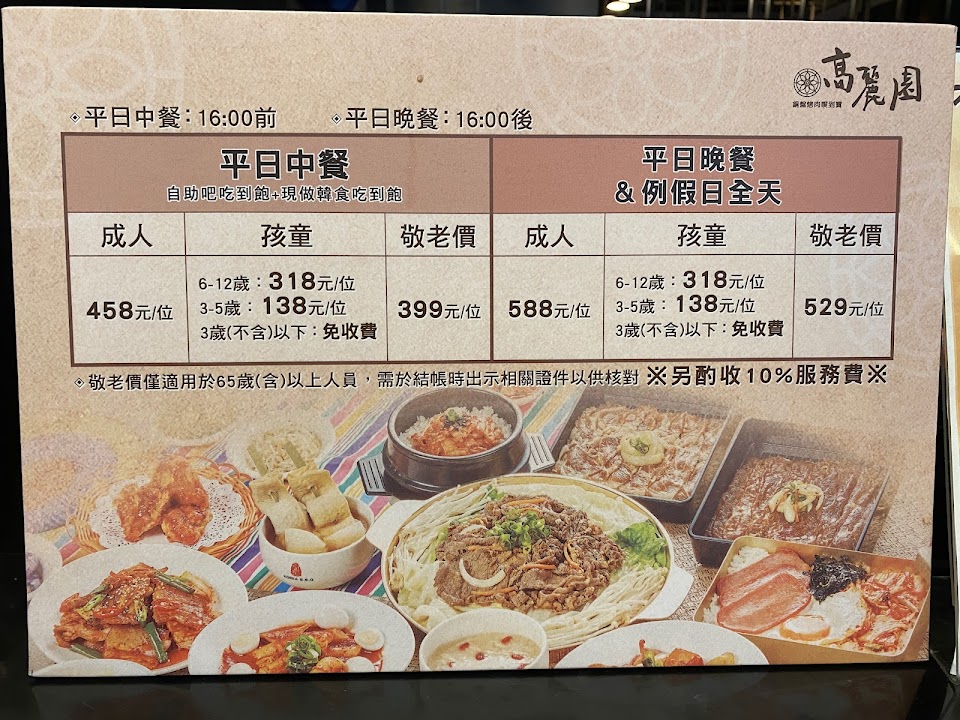 高麗園
銅盤烤肉吃到飽
◈平日中餐：16:00前 ◈平日晚餐：16:00後
平日中餐
自助吧吃到飽+現做韓食吃到飽
平日晚餐
&例假日全天
成人 孩童 敬老價 成人 孩童 敬老價
458元/位
6-12歲：318元/位
3-5歲：138元/位
3歲(不含)以下：免收費
399元/位
588元/位
6-12歲：318元/位
3-5歲：138元/位
3歲(不含)以下：免收費
529元/位
◈敬老價僅適用於65歲(含)以上人員，需於結帳時出示相關證件以供核對 ※另酌收10%服務費※